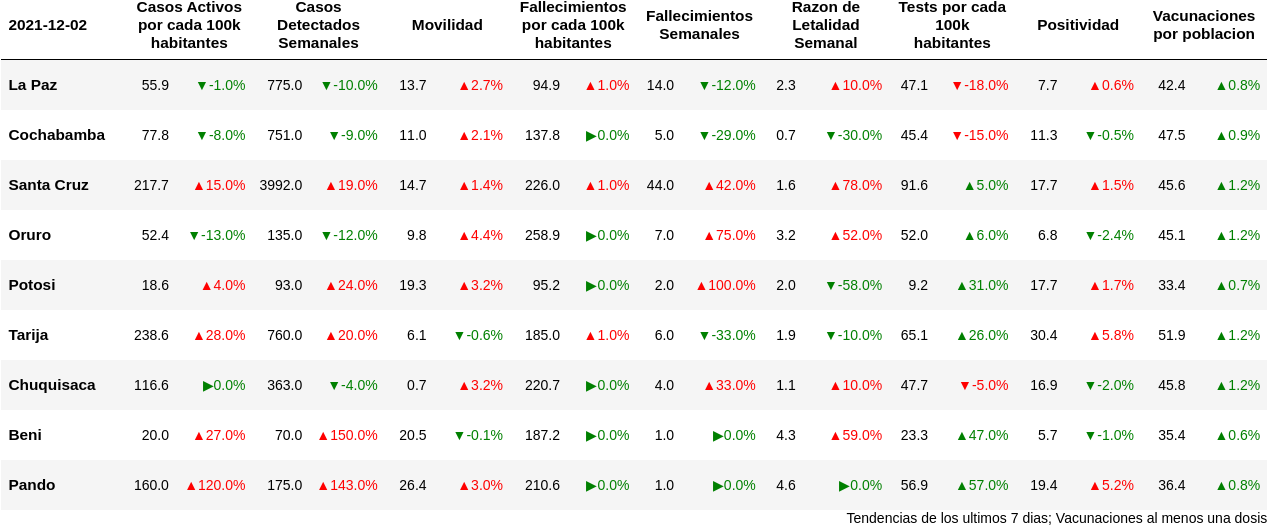 2021-12-02 Casos Activos por cada 100k habitantes Casos Detectados Semanales Movilidad Fallecimientos por cada 100k habitantes Fallecimientos Semanales Razon de Letalidad Semanal Tests por cada 100k habitantes Positividad Vacunaciones por poblacion
La Paz 55.9 ▼-1.0% 775.0 ▼-10.0% 13.7 ▲2.7% 94.9 ▲1.0% 14.0 ▼-12.0% 2.3 ▲10.0% 47.1 ▼-18.0% 7.7 ▲0.6% 42.4 ▲0.8%
Cochabamba 77.8 ▼-8.0% 751.0 ▼-9.0% 11.0 ▲2.1% 137.8 ▶0.0% 5.0 ▼-29.0% 0.7 ▼-30.0% 45.4 ▼-15.0% 11.3 ▼-0.5% 47.5 ▲0.9%
Santa Cruz 217.7 ▲15.0% 3992.0 ▲19.0% 14.7 ▲1.4% 226.0 ▲1.0% 44.0 ▲42.0% 1.6 ▲78.0% 91.6 ▲5.0% 17.7 ▲1.5% 45.6 ▲1.2%
Oruro 52.4 ▼-13.0% 135.0 ▼-12.0% 9.8 ▲4.4% 258.9 ▶0.0% 7.0 ▲75.0% 3.2 ▲52.0% 52.0 ▲6.0% 6.8 ▼-2.4% 45.1 ▲1.2%
Potosi 18.6 ▲4.0% 93.0 ▲24.0% 19.3 ▲3.2% 95.2 ▶0.0% 2.0 ▲100.0% 2.0 ▼-58.0% 9.2 ▲31.0% 17.7 ▲1.7% 33.4 ▲0.7%
Tarija 238.6 ▲28.0% 760.0 ▲20.0% 6.1 ▼-0.6% 185.0 ▲1.0% 6.0 ▼-33.0% 1.9 ▼-10.0% 65.1 ▲26.0% 30.4 ▲5.8% 51.9 ▲1.2%
Chuquisaca 116.6 ▶0.0% 363.0 ▼-4.0% 0.7 ▲3.2% 220.7 ▶0.0% 4.0 ▲33.0% 1.1 ▲10.0% 47.7 ▼-5.0% 16.9 ▼-2.0% 45.8 ▲1.2%
Beni 20.0 ▲27.0% 70.0 ▲150.0% 20.5 ▼-0.1% 187.2 ▶0.0% 1.0 ▶0.0% 4.3 ▲59.0% 23.3 ▲47.0% 5.7 ▼-1.0% 35.4 ▲0.6%
Pando 160.0 ▲120.0% 175.0 ▲143.0% 26.4 ▲3.0% 210.6 ▶0.0% 1.0 ▶0.0% 4.6 ▶0.0% 56.9 ▲57.0% 19.4 ▲5.2% 36.4 ▲0.8%
Tendencias de los ultimos 7 dias; Vacunaciones al menos una dosis